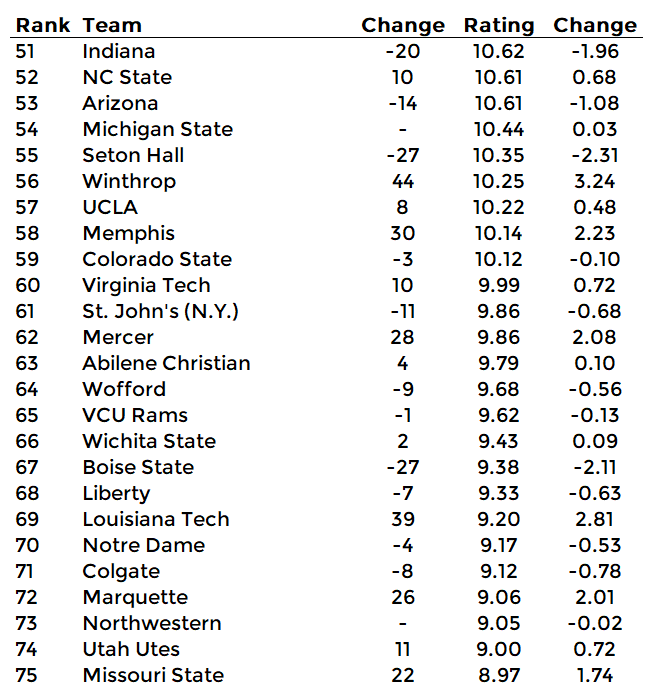 Rank Team Change Rating Change
51 Indiana -20 10.62 -1.96
52 NC State 10 10.61 0.68
53 Arizona -14 10.61 -1.08
54 Michigan State - 10.44 0.03
55 Seton Hall -27 10.35 -2.31
56 Winthrop 44 10.25 3.24
57 UCLA 8 10.22 0.48
58 Memphis 30 10.14 2.23
59 Colorado State -3 10.12 -0.10
60 Virginia Tech 10 9.99 0.72
61 St. John's (N.Y.) -11 9.86 -0.68
62 Mercer 28 9.86 2.08
63 Abilene Christian 4 9.79 0.10
64 Wofford -9 9.68 -0.56
65 VCU Rams -1 9.62 -0.13
66 Wichita State 2 9.43 0.09
67 Boise State -27 9.38 -2.11
68 Liberty -7 9.33 -0.63
69 Louisiana Tech 39 9.20 2.81
70 Notre Dame -4 9.17 -0.53
71 Colgate -8 9.12 -0.78
72 Marquette 26 9.06 2.01
73 Northwestern - 9.05 -0.02
74 Utah Utes 11 9.00 0.72
75 Missouri State 22 8.97 1.74